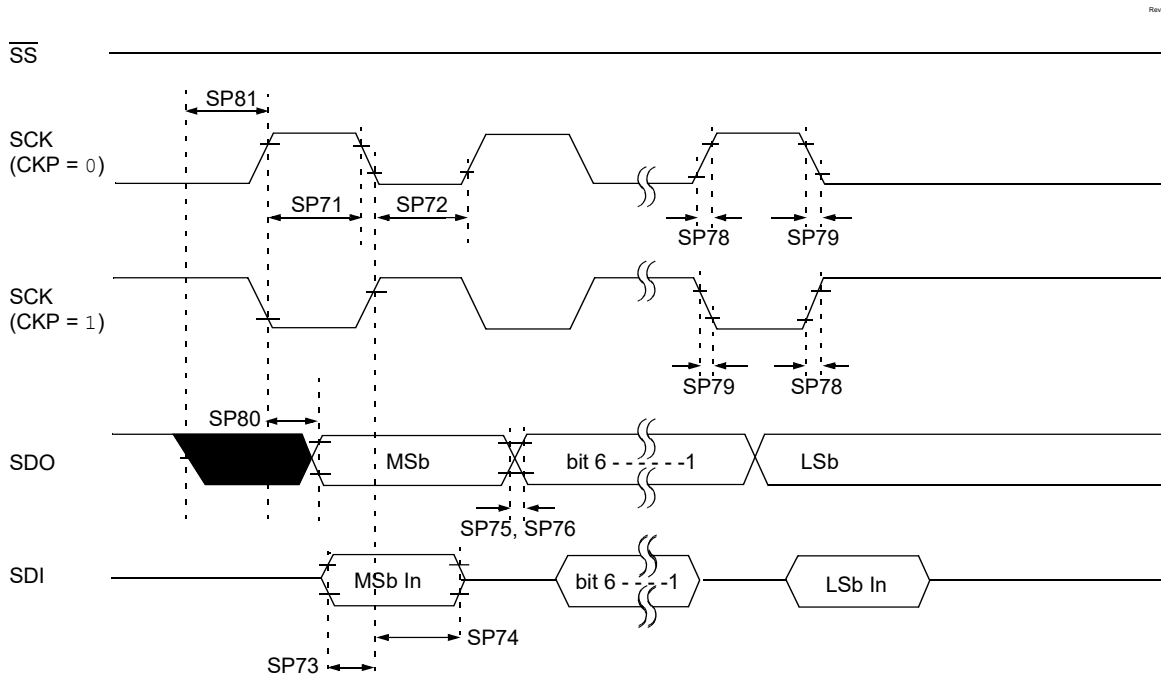 Rev
SS
SP81
SCK
(CKP = 0)
SP71
SP72
SP78
SP79
SCK
(CKP = 1)
SP79
SP78
SP80
SDO
MSb
bit 6 - - - - - -1
LSb
SP75, SP76
SDI
MSb In
bit 6 - - - - -1
LSb In
SP74
SP73